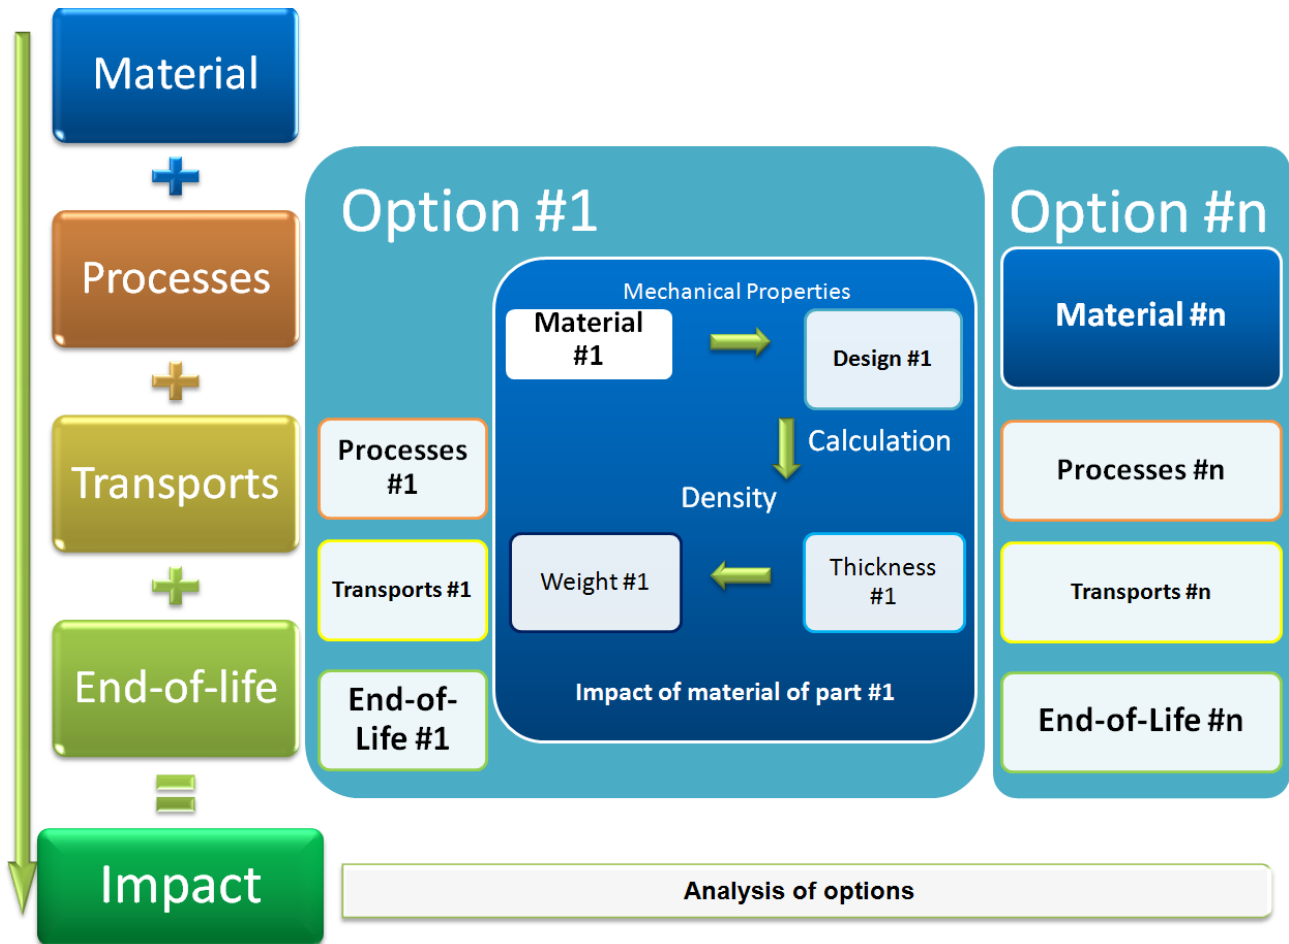 Material
Processes
Transports
End-of-life
Impact
Option #1
Mechanical Properties
Material
#1
Design #1
Calculation
Density
Thickness
#1
Weight #1
Impact of material of part #1
Processes
#1
Transports #1
End-of-
Life #1
Option #n
Material #n
Processes #n
Transports #n
End-of-Life #n
Analysis of options